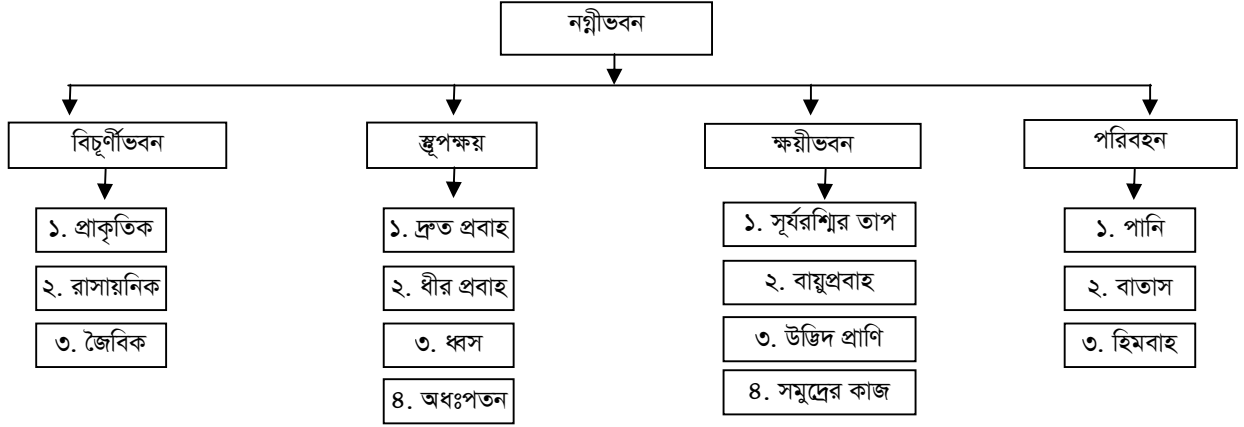 নগ্নীভবন
বিচূর্ণীভবন
স্তূপক্ষয়
ক্ষয়ীভবন
পরিবহন
১. প্রাকৃতিক
২. রাসায়নিক
৩. জৈবিক
১. দ্রুত প্রবাহ
২. ধীর প্রবাহ
৩. ধ্বস
৪. অধঃপতন
১. সূর্যরশ্মির তাপ
২. বায়ুপ্রবাহ
৩. উদ্ভিদ প্রাণি
৪. সমুদ্রের কাজ
১. পানি
২. বাতাস
৩. হিমবাহ